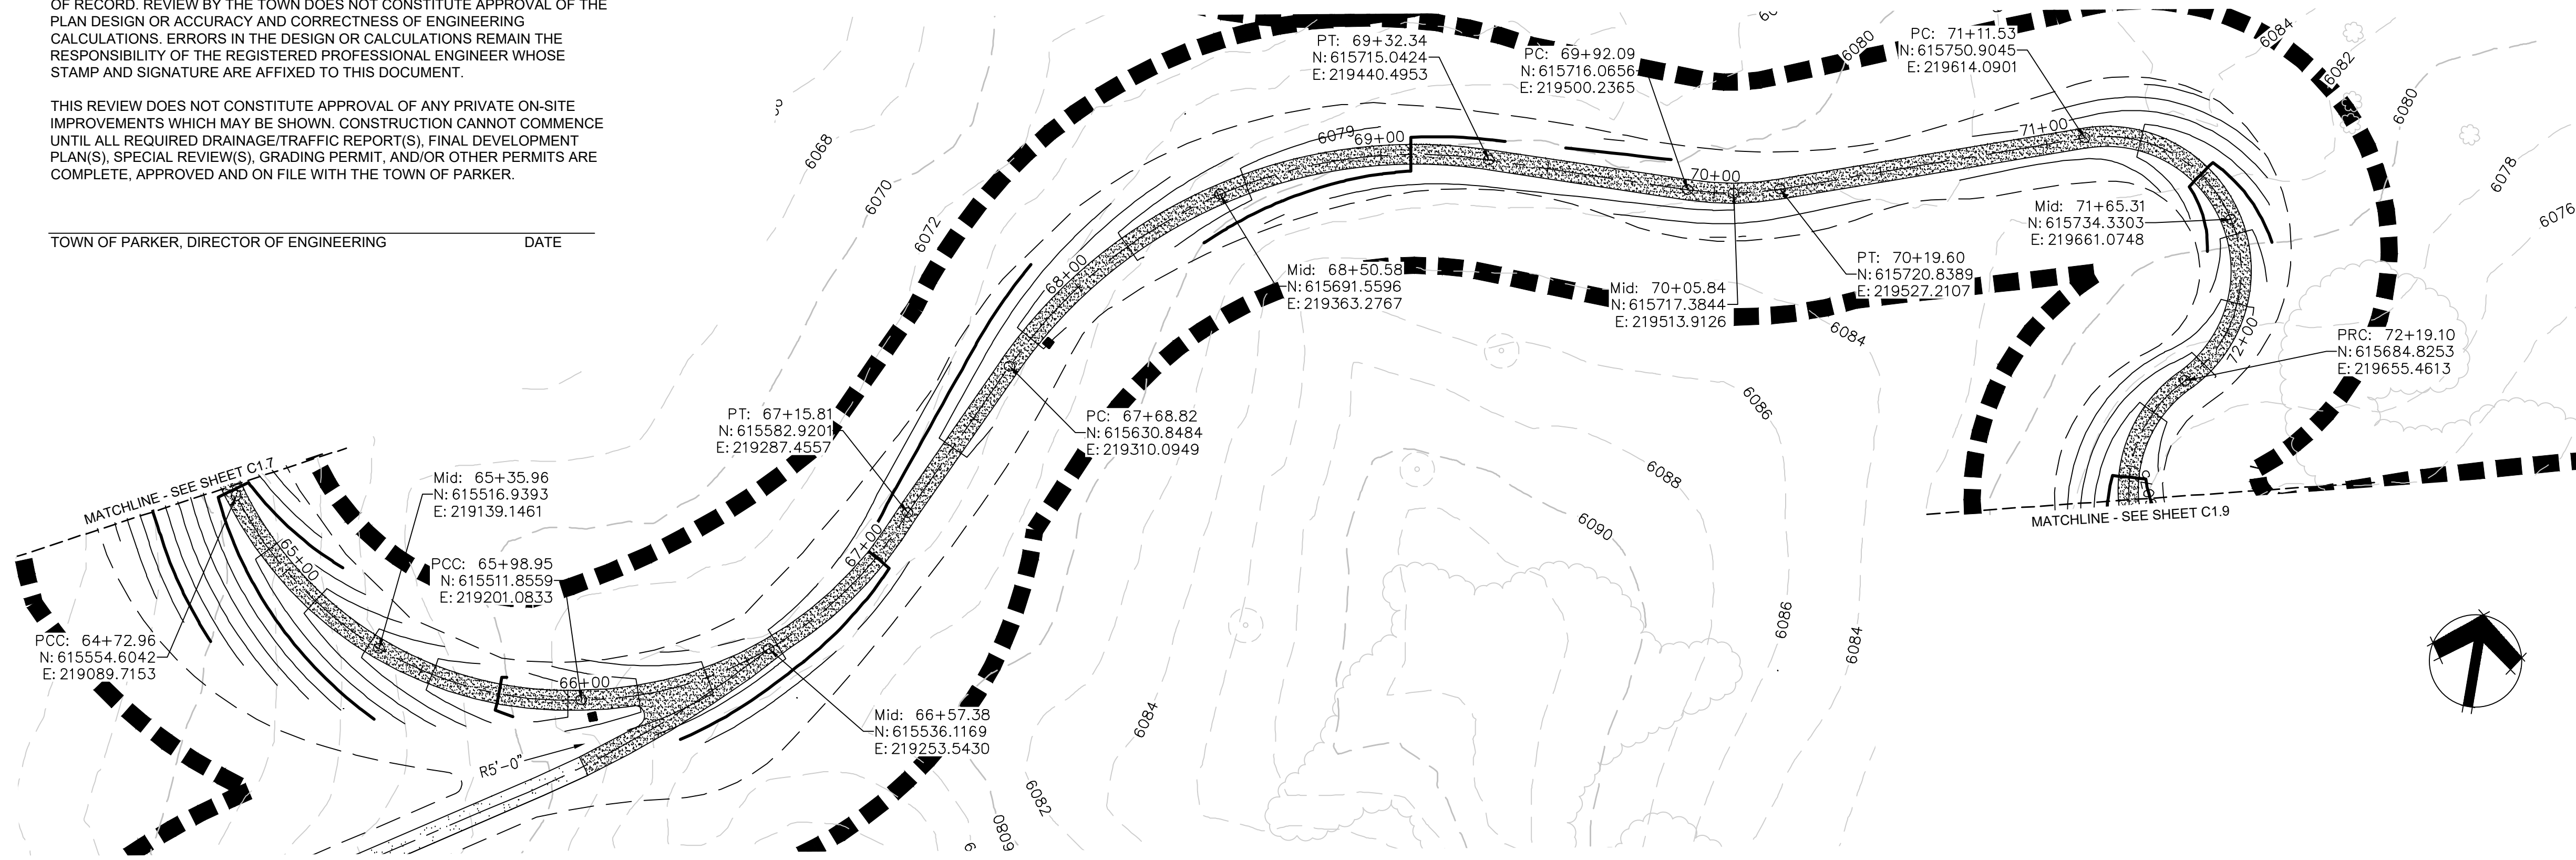 OF RECORD. REVIEW BY THE TOWN DOES NOT CONSTITUTE APPROVAL OF THE
PLAN DESIGN OR ACCURACY AND CORRECTNESS OF ENGINEERING
CALCULATIONS. ERRORS IN THE DESIGN OR CALCULATIONS REMAIN THE
RESPONSIBILITY OF THE REGISTERED PROFESSIONAL ENGINEER WHOSE
STAMP AND SIGNATURE ARE AFFIXED TO THIS DOCUMENT.
THIS REVIEW DOES NOT CONSTITUTE APPROVAL OF ANY PRIVATE ON-SITE
IMPROVEMENTS WHICH MAY BE SHOWN. CONSTRUCTION CANNOT COMMENCE
UNTIL ALL REQUIRED DRAINAGE/TRAFFIC REPORT(S), FINAL DEVELOPMENT
PLAN(S), SPECIAL REVIEW(S), GRADING PERMIT, AND/OR OTHER PERMITS ARE
COMPLETE, APPROVED AND ON FILE WITH THE TOWN OF PARKER.
TOWN OF PARKER, DIRECTOR OF ENGINEERING DATE
MATCHLINE - SEE SHEET C1.7
PCC: 64+72.96
N: 615554.6042
E: 219089.7153
65+00
Mid: 65+35.96
N: 615516.9393
E: 219139.1461
PCC: 65+98.95
N: 615511.8559
E: 219201.0833
66+00
R5'-0"
Mid: 66+57.38
N: 615536.1169
E: 219253.5430
67+00
PT: 67+15.81
N: 615582.9201
E: 219287.4557
PC: 67+68.82
N: 615630.8484
E: 219310.0949
68+00
Mid: 68+50.58
N: 615691.5596
E: 219363.2767
6079
69+00
PT: 69+32.34
N: 615715.0424
E: 219440.4953
PC: 69+92.09
N: 615716.0656
E: 219500.2365
70+00
Mid: 70+05.84
N: 615717.3844
E: 219513.9126
PT: 70+19.60
N: 615720.8389
E: 219527.2107
71+00
PC: 71+11.53
N: 615750.9045
E: 219614.0901
Mid: 71+65.31
N: 615734.3303
E: 219661.0748
72+00
PRC: 72+19.10
N: 615684.8253
E: 219655.4613
MATCHLINE - SEE SHEET C1.9
6068
6070
6072
6080
6084
6082
6080
6078
6076
6084
6086
6088
6090
6086
6084
6084
6082
6080